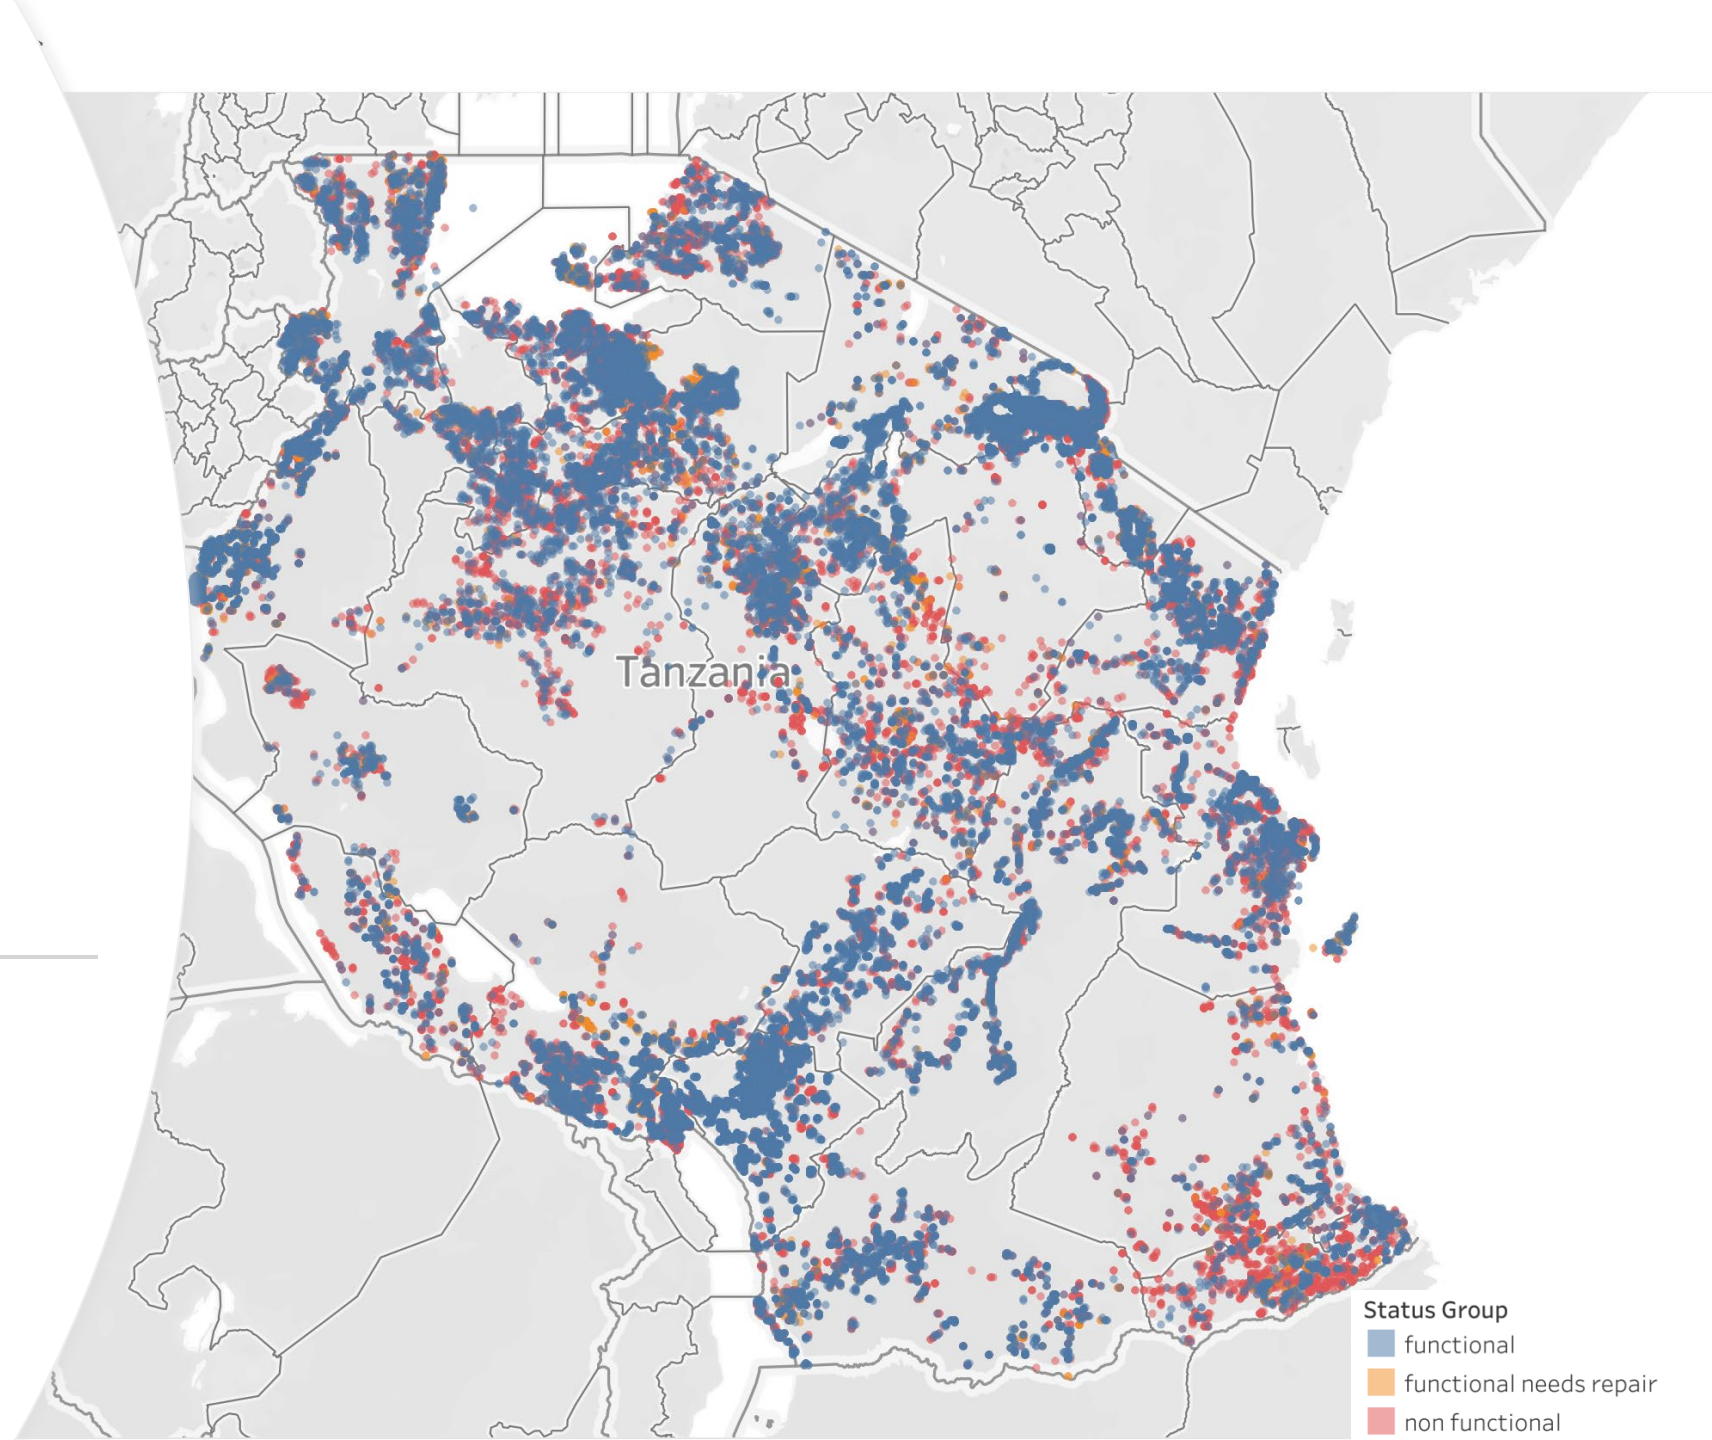 Tanzania
Status Group
functional
functional needs repair
non functional